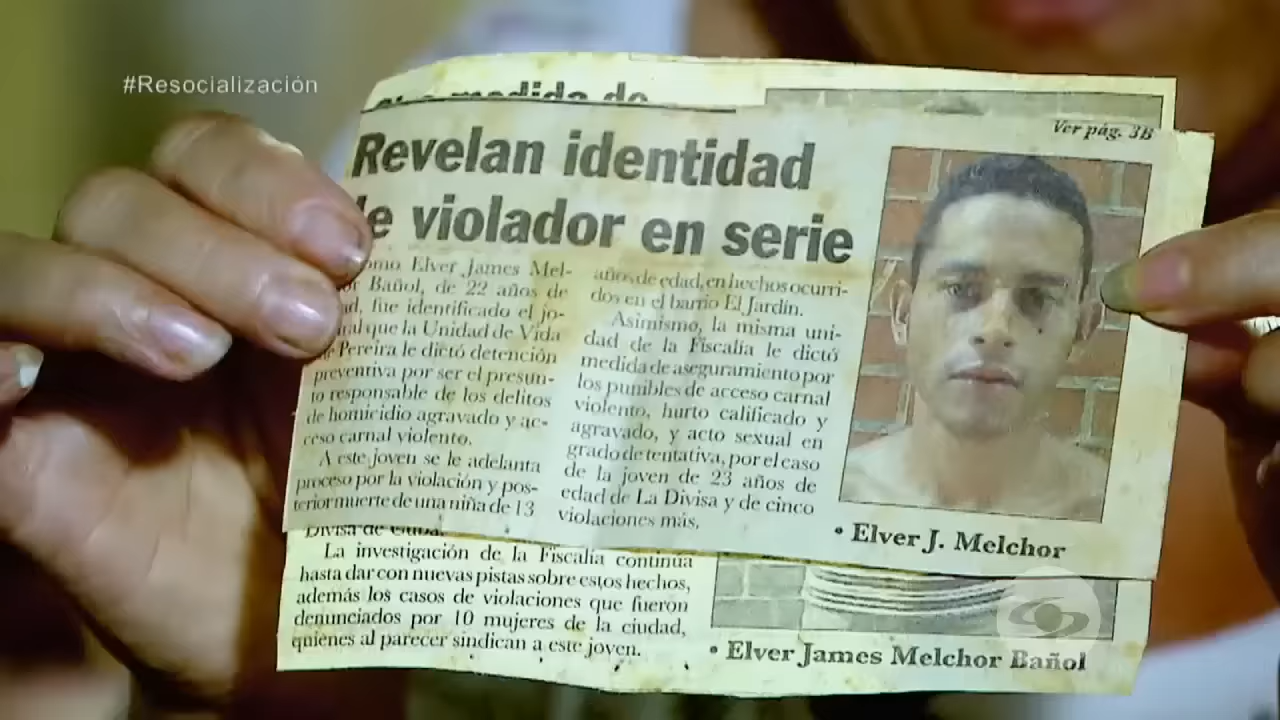 #Resocialización
medida de
Ver pág. 3B
Revelan identidad
de violador en serie
omo Elver James Mel-
Bañol, de 22 años de
fue identificado el jo-
que la Unidad de Vida
Pereira le dictó detención
preventiva por ser el presun-
to responsable de los delitos
de homicidio agravado y ac-
ceso carnal violento.
A este joven se le adelanta
proceso por la violación y pos-
terior muerte de una niña de 13
años de edad, en hechos ocurri-
dos en el barrio El Jardín.
Asimismo, la misma uni-
dad de la Fiscalía le dictó
medida de aseguramiento por
los punibles de acceso carnal
violento, hurto calificado y
agravado, y acto sexual en
grado de tentativa, por el caso
de la joven de 23 años de
edad de La Divisa y de cinco
violaciones más.
• Elver J. Melchor
Divisa de Cuba.
La investigación de la Fiscalía continúa
hasta dar con nuevas pistas sobre estos hechos,
además los casos de violaciones que fueron
denunciados por 10 mujeres de la ciudad,
quienes al parecer sindican a este joven.
• Elver James Melchor Bañol